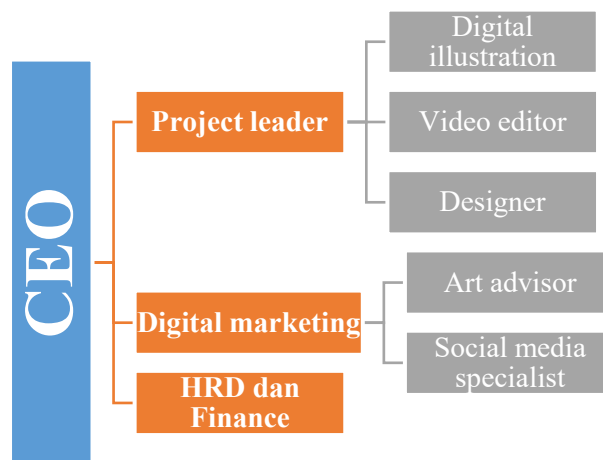 CEO
Project leader
Digital
illustration
Video editor
Designer
Digital marketing
Art advisor
Social media
specialist
HRD dan
Finance